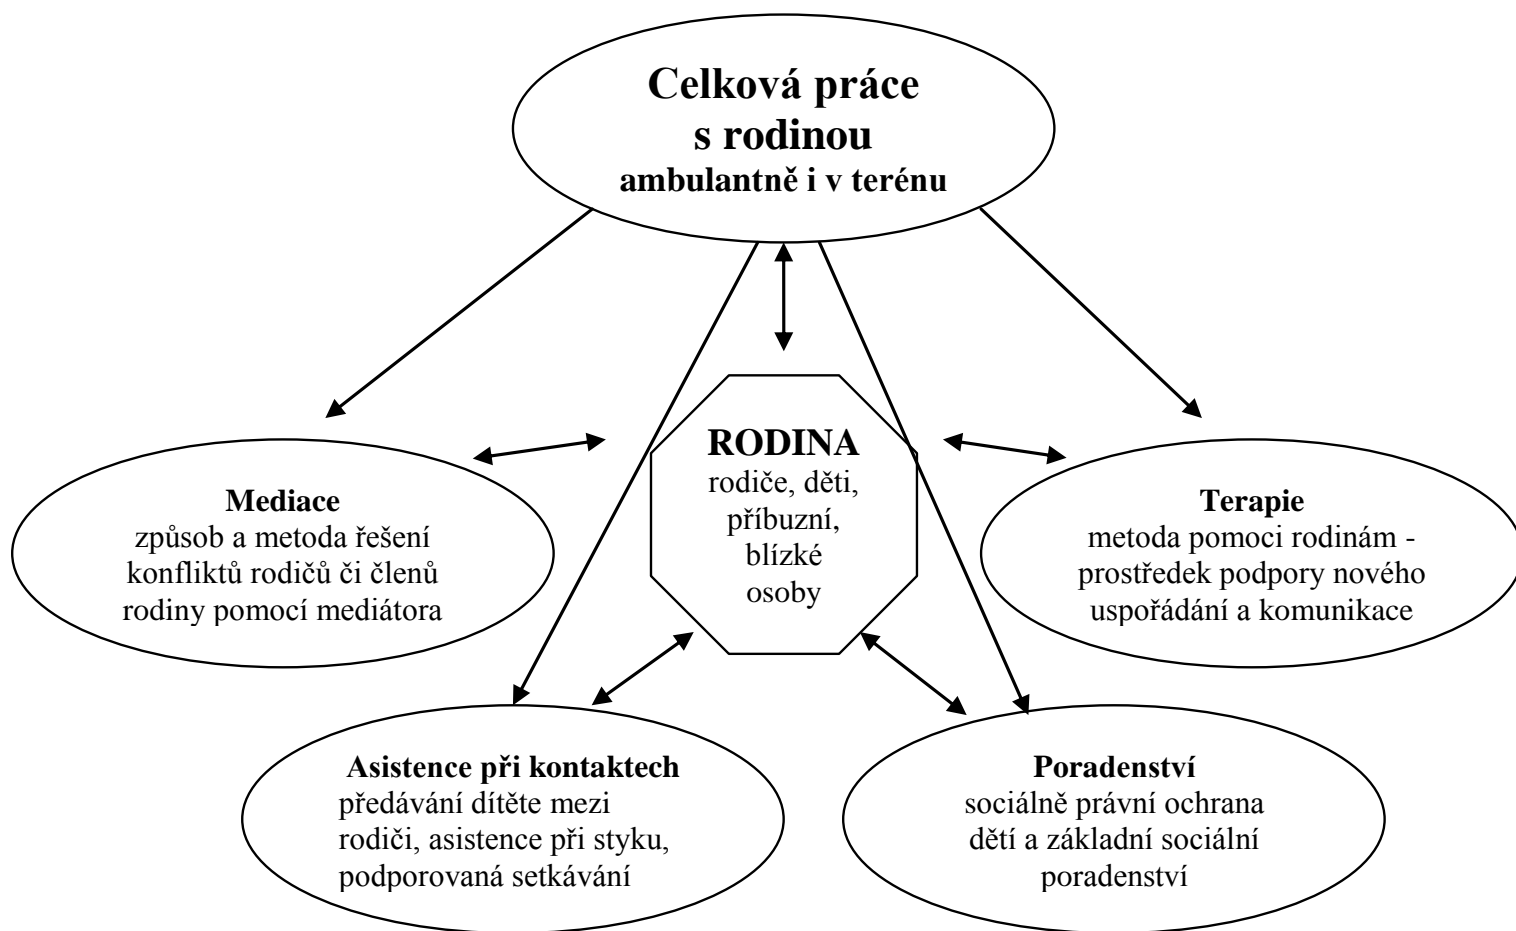 Celková práce
s rodinou
ambulantně i v terénu
RODINA
rodiče, děti,
příbuzní,
blízké
osoby
Mediace
způsob a metoda řešení
konfliktů rodičů či členů
rodiny pomocí mediátora
Terapie
metoda pomoci rodinám -
prostředek podpory nového
uspořádání a komunikace
Asistence při kontaktech
předávání dítěte mezi
rodiči, asistence při styku,
podporovaná setkávání
Poradenství
sociálně právní ochrana
dětí a základní sociální
poradenství